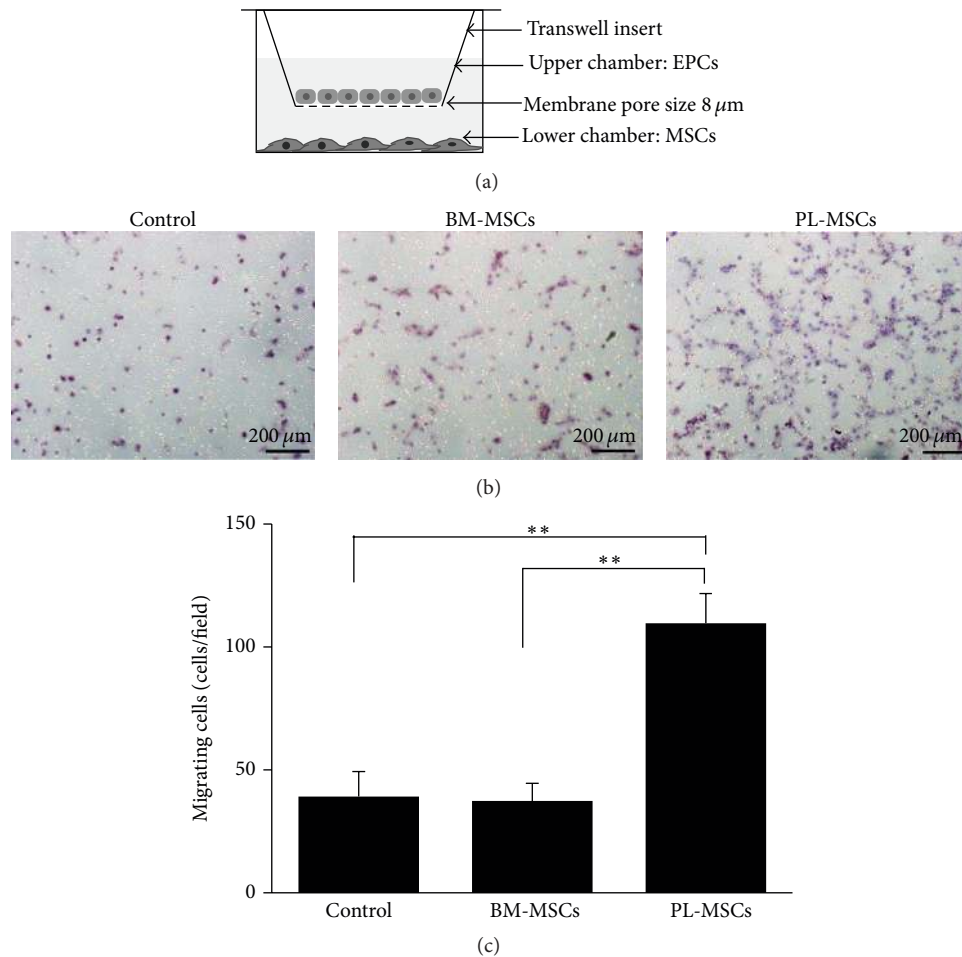 Transwell insert
Upper chamber: EPCs
Membrane pore size 8 μm
Lower chamber: MSCs
(a)
Control BM-MSCs PL-MSCs
200 μm 200 μm 200 μm
(b)
150
100
50
0
Migrating cells (cells/field)
**
**
Control BM-MSCs PL-MSCs
(c)